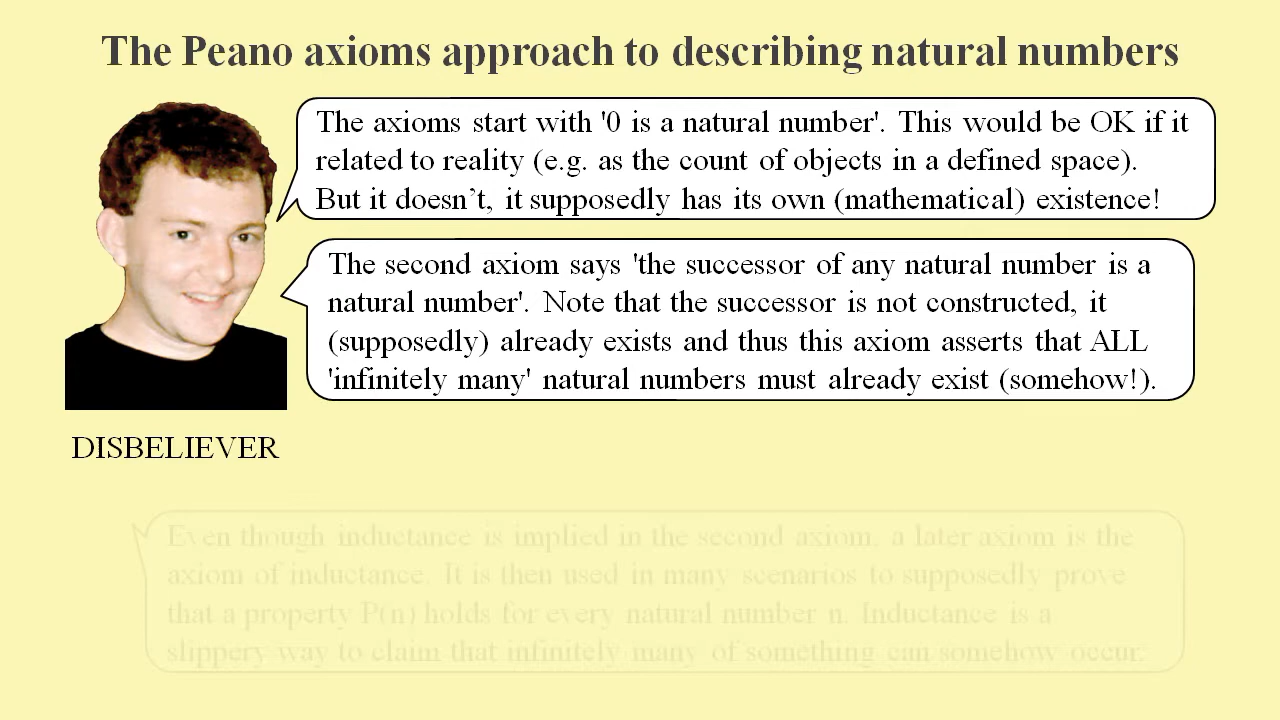 The Peano axioms approach to describing natural numbers
The axioms start with '0 is a natural number'. This would be OK if it
related to reality (e.g. as the count of objects in a defined space).
But it doesn’t, it supposedly has its own (mathematical) existence!
The second axiom says 'the successor of any natural number is a
natural number'. Note that the successor is not constructed, it
(supposedly) already exists and thus this axiom asserts that ALL
'infinitely many' natural numbers must already exist (somehow!).
DISBELIEVER
Even though inductance is implied in the second axiom, a later axiom is the
axiom of inductance. It is then used in many scenarios to supposedly prove
that a property P(n) holds for every natural number n. Inductance is a
slippery way to claim that infinitely many of something can somehow occur.